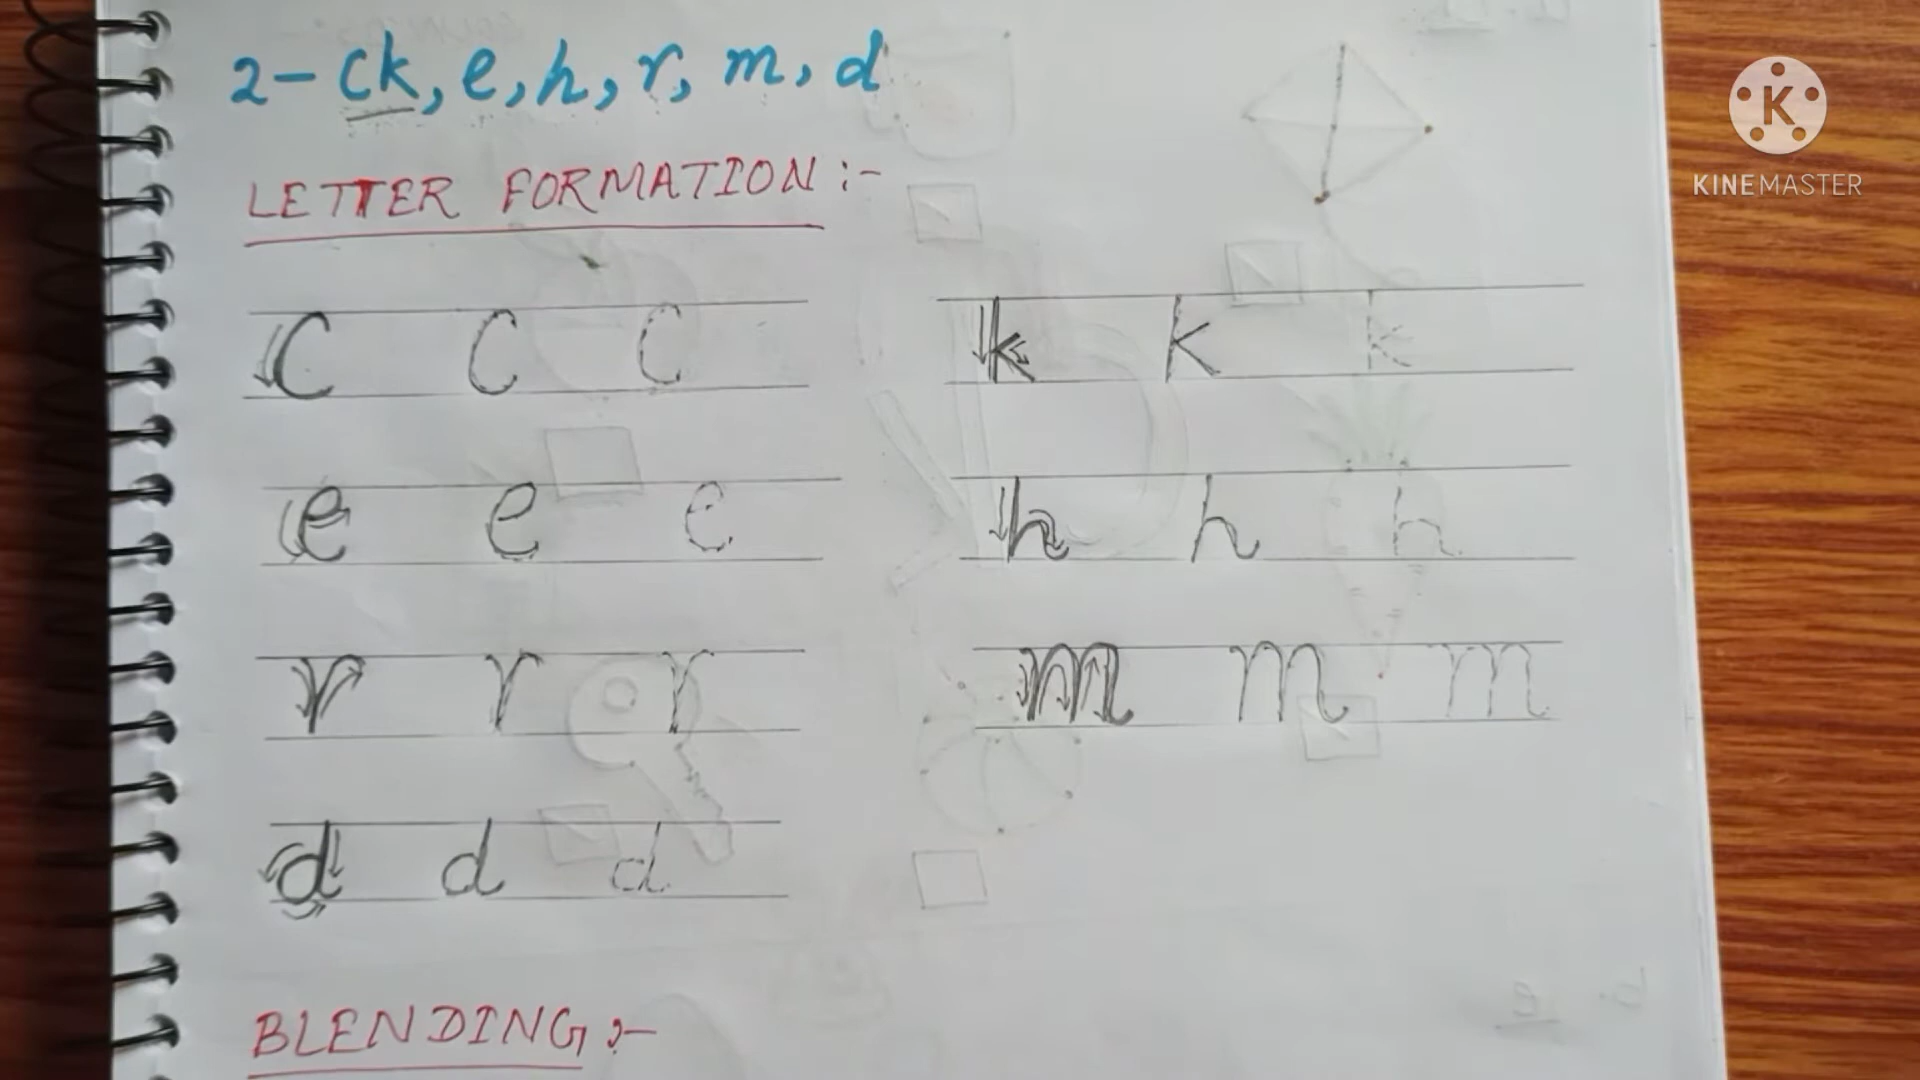 2 - ck, e, h, r, m, d
LETTER FORMATION :-
C C C k k k
e e e h h h
r r r m m m
d d d
BLENDING :-
K
KINEMASTER